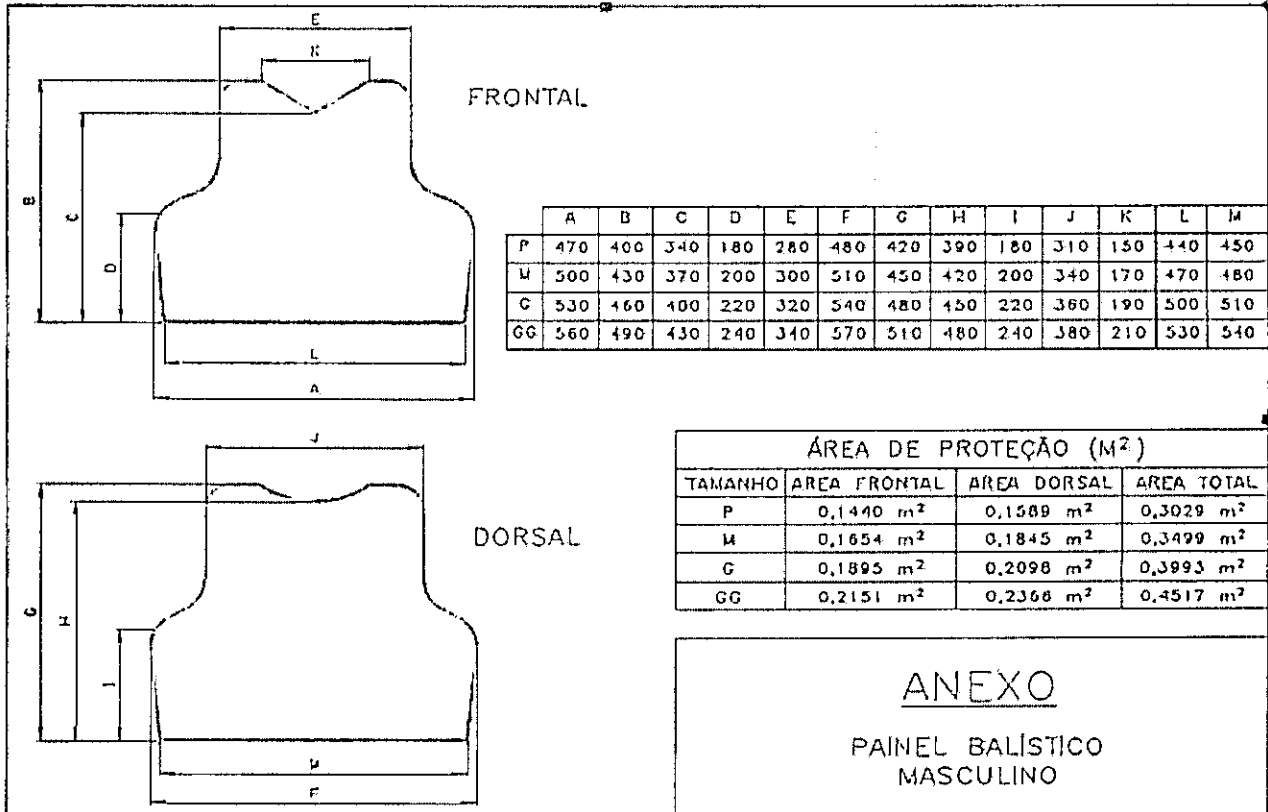 E
K
FRONTAL
B
C
D
L
A
A B C D E F G H I J K L M
P 470 400 340 180 280 480 420 390 180 310 150 440 450
M 500 430 370 200 300 510 450 420 200 340 170 470 480
G 530 460 400 220 320 540 480 450 220 360 190 500 510
GG 560 490 430 240 340 570 510 480 240 380 210 530 540
J
DORSAL
G
H
I
M
F
ÁREA DE PROTEÇÃO (M²)
TAMANHO AREA FRONTAL AREA DORSAL AREA TOTAL
P 0,1440 m² 0,1589 m² 0,3029 m²
M 0,1654 m² 0,1845 m² 0,3499 m²
G 0,1895 m² 0,2098 m² 0,3993 m²
GG 0,2151 m² 0,2366 m² 0,4517 m²
ANEXO
PAINEL BALÍSTICO
MASCULINO